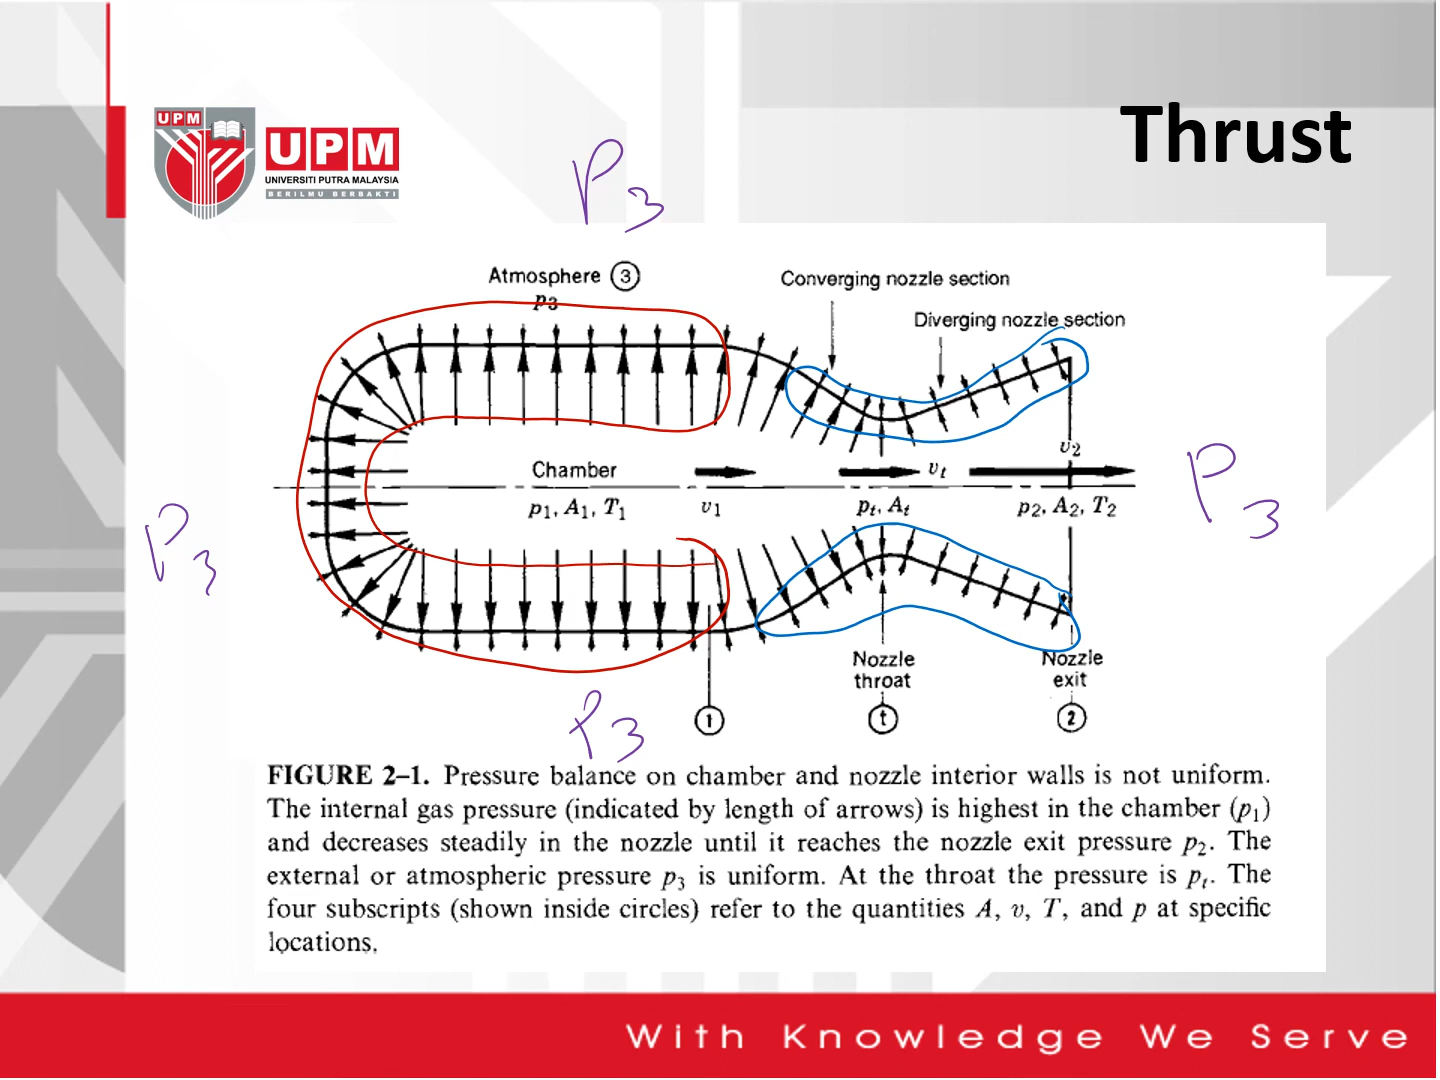 Thrust
UPM
UPM
UNIVERSITI PUTRA MALAYSIA
BERILMU BERBAKTI
P3
Atmosphere 3
p3
Converging nozzle section
Diverging nozzle section
v2
Chamber
vt
P3
p1, A1, T1
v1
pt, At
p2, A2, T2
P3
Nozzle throat
Nozzle exit
P3
1
t
2
FIGURE 2–1. Pressure balance on chamber and nozzle interior walls is not uniform.
The internal gas pressure (indicated by length of arrows) is highest in the chamber (p1)
and decreases steadily in the nozzle until it reaches the nozzle exit pressure p2. The
external or atmospheric pressure p3 is uniform. At the throat the pressure is pt. The
four subscripts (shown inside circles) refer to the quantities A, v, T, and p at specific
locations.
With Knowledge We Serve